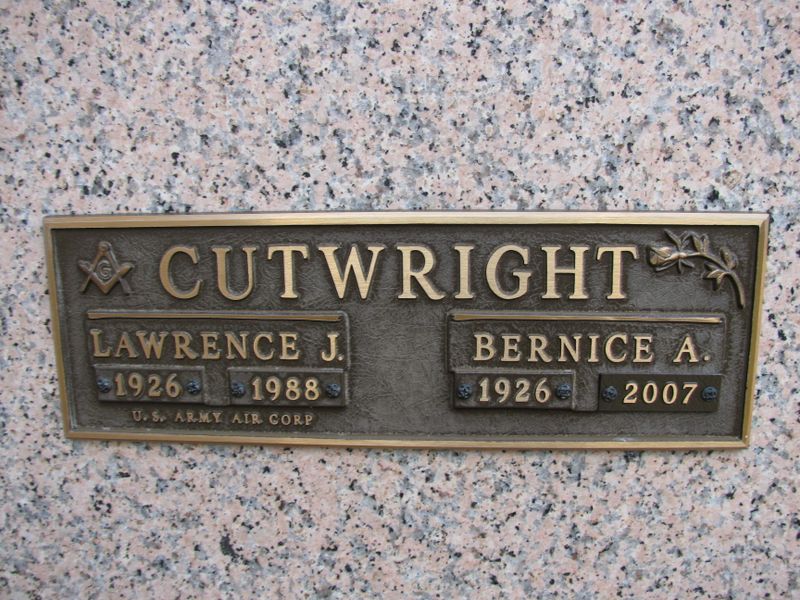 G CUTWRIGHT
LAWRENCE J. BERNICE A.
1926 1988 1926 2007
U.S. ARMY AIR CORP